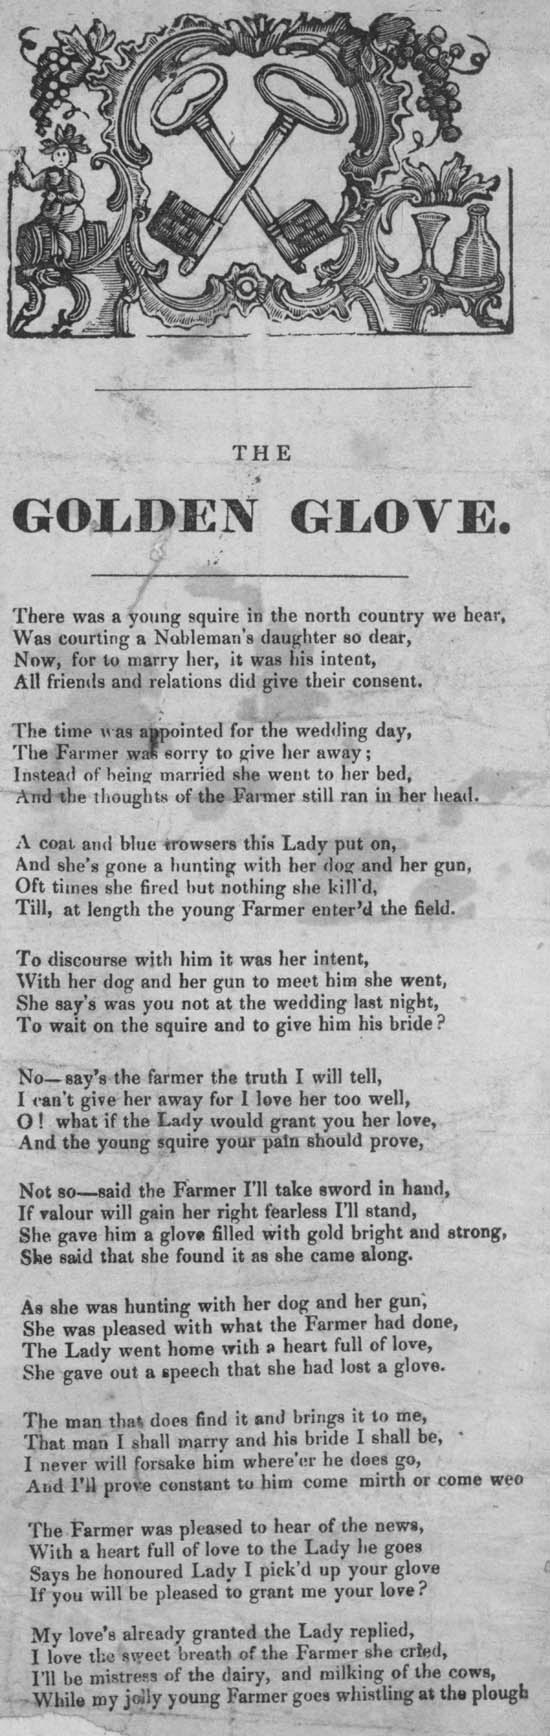 THE
GOLDEN GLOVE.
There was a young squire in the north country we hear,
Was courting a Nobleman's daughter so dear,
Now, for to marry her, it was his intent,
All friends and relations did give their consent.
The time was appointed for the wedding day,
The Farmer was sorry to give her away;
Instead of being married she went to her bed,
And the thoughts of the Farmer still ran in her head.
A coat and blue trowsers this Lady put on,
And she's gone a hunting with her dog and her gun,
Oft times she fired but nothing she kill'd,
Till, at length the young Farmer enter'd the field.
To discourse with him it was her intent,
With her dog and her gun to meet him she went,
She say's was you not at the wedding last night,
To wait on the squire and to give him his bride?
No—say's the farmer the truth I will tell,
I can't give her away for I love her too well,
O! what if the Lady would grant you her love,
And the young squire your pain should prove,
Not so—said the Farmer I'll take sword in hand,
If valour will gain her right fearless I'll stand,
She gave him a glove filled with gold bright and strong,
She said that she found it as she came along.
As she was hunting with her dog and her gun,
She was pleased with what the Farmer had done,
The Lady went home with a heart full of love,
She gave out a speech that she had lost a glove.
The man that does find it and brings it to me,
That man I shall marry and his bride I shall be,
I never will forsake him where'er he does go,
And I'll prove constant to him come mirth or come weo
The Farmer was pleased to hear of the news,
With a heart full of love to the Lady he goes
Says he honoured Lady I pick'd up your glove
If you will be pleased to grant me your love?
My love's already granted the Lady replied,
I love the sweet breath of the Farmer she cried,
I'll be mistress of the dairy, and milking of the cows,
While my jolly young Farmer goes whistling at the plough